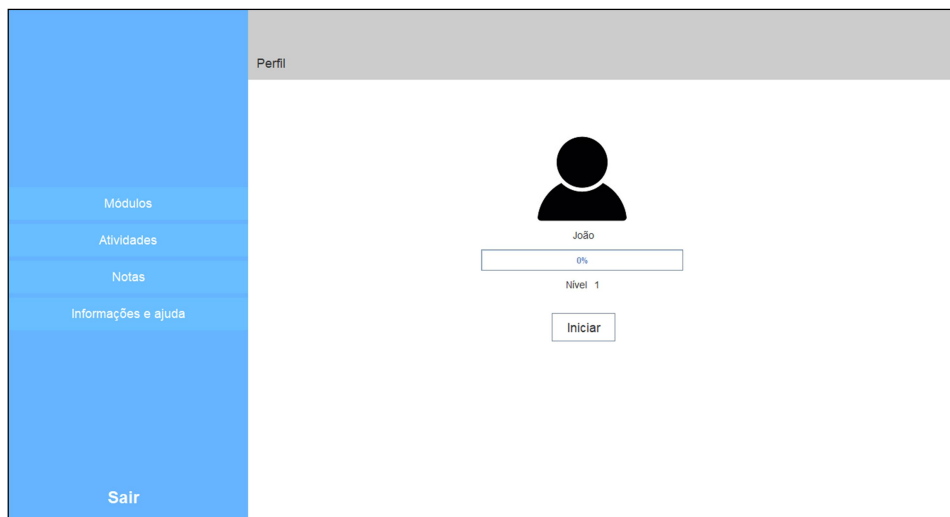 Perfil
Módulos
Atividades
Notas
Informações e ajuda
Sair
João
0%
Nível 1
Iniciar